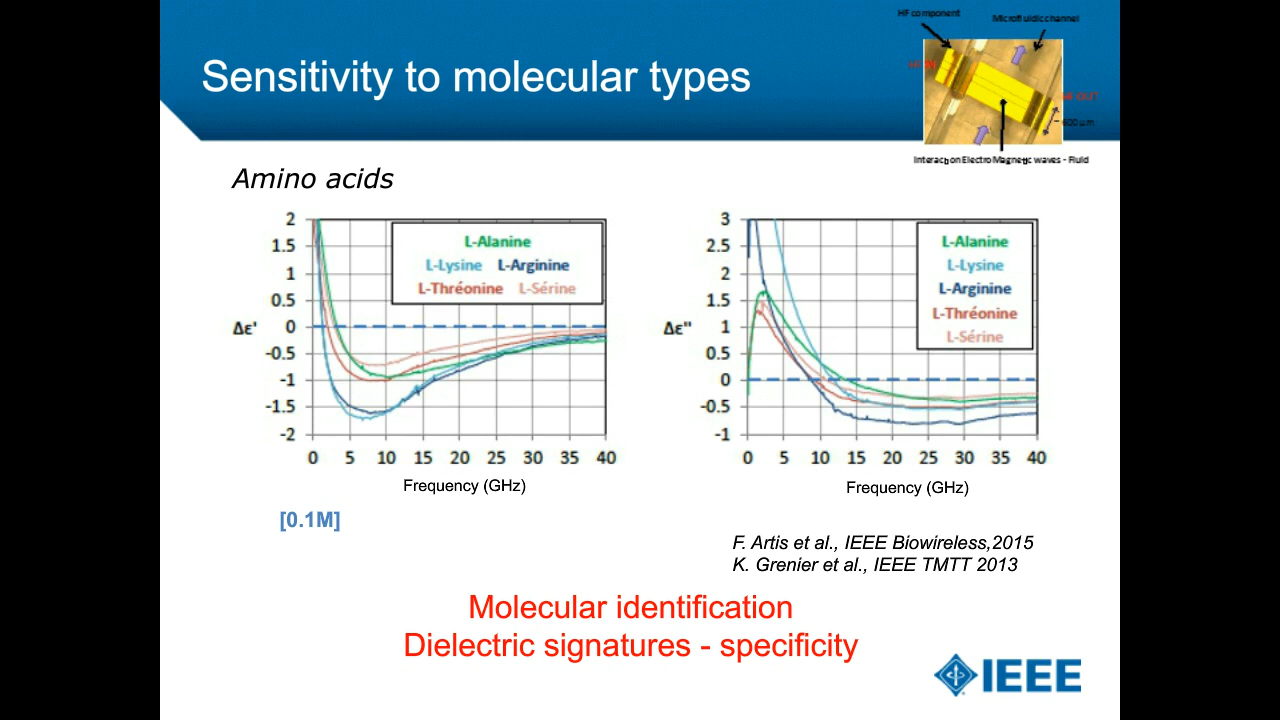 HF component
Microfluidic channel
Sensitivity to molecular types
600 µm
Interaction Electro Magnetic waves - Fluid
Amino acids
2
1.5
1
0.5
0
-0.5
-1
-1.5
-2
Δε'
L-Alanine
L-Lysine L-Arginine
L-Thréonine L-Sérine
0 5 10 15 20 25 30 35 40
Frequency (GHz)
3
2.5
2
1.5
1
0.5
0
-0.5
-1
Δε"
L-Alanine
L-Lysine
L-Arginine
L-Thréonine
L-Sérine
0 5 10 15 20 25 30 35 40
Frequency (GHz)
[0.1M]
F. Artis et al., IEEE Biowireless,2015
K. Grenier et al., IEEE TMTT 2013
Molecular identification
Dielectric signatures - specificity
IEEE